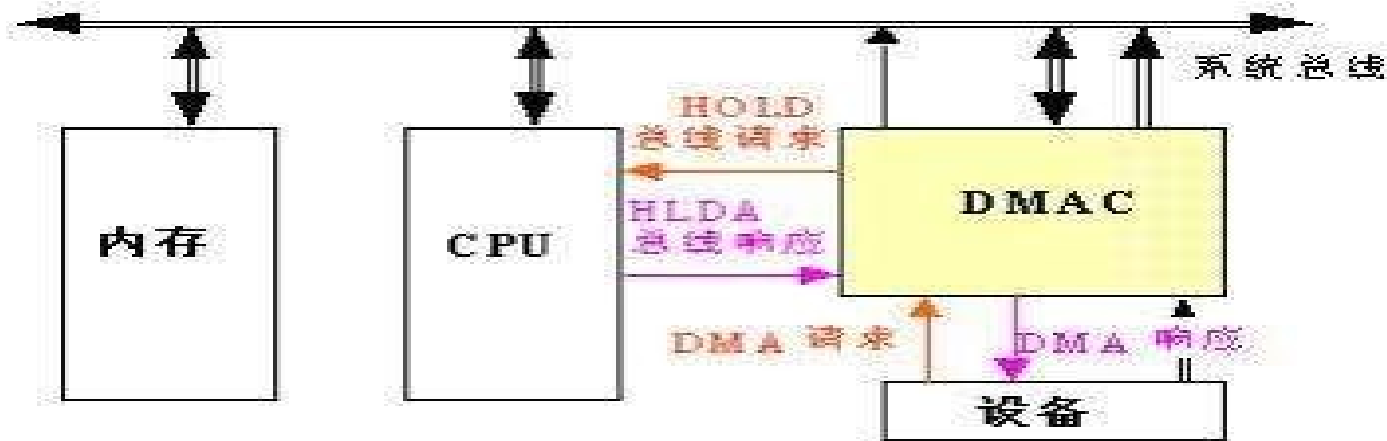 系统总线
HOLD
总线请求
DMAC
内存
CPU
HLDA
总线响应
DMA 请求
DMA 响应
设备